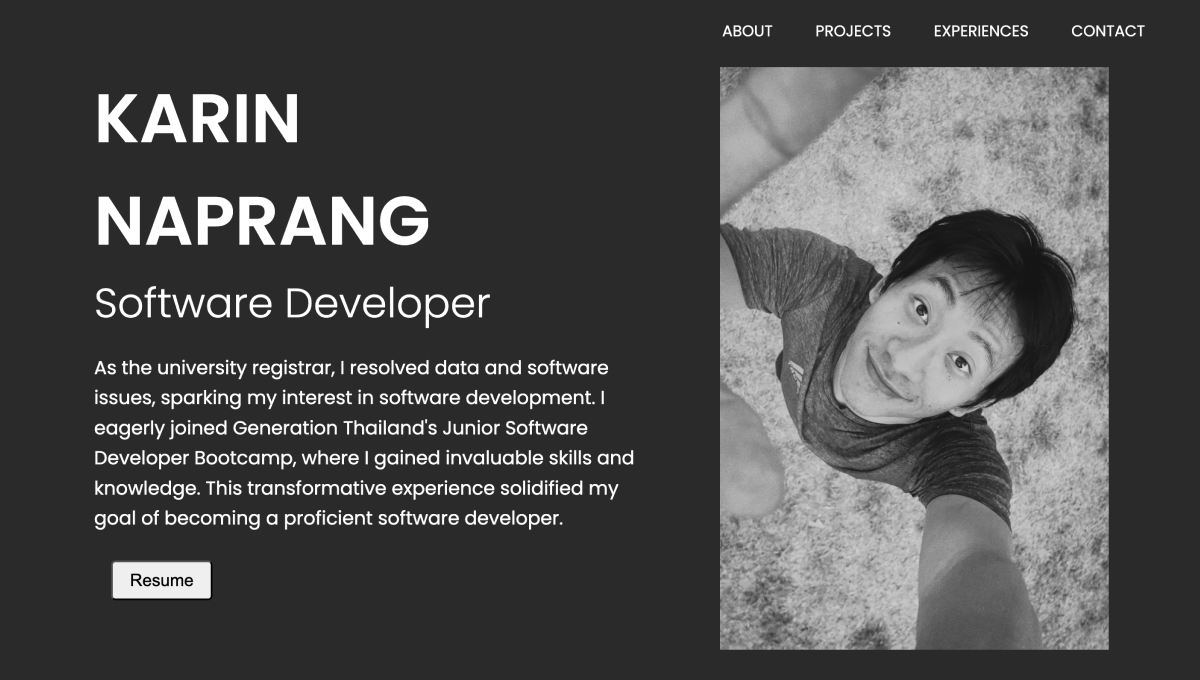 ABOUT PROJECTS EXPERIENCES CONTACT
KARIN
NAPRANG
Software Developer
As the university registrar, I resolved data and software
issues, sparking my interest in software development. I
eagerly joined Generation Thailand's Junior Software
Developer Bootcamp, where I gained invaluable skills and
knowledge. This transformative experience solidified my
goal of becoming a proficient software developer.
Resume